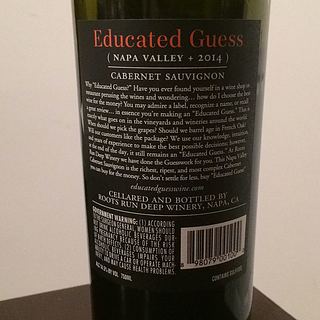 Educated Guess
( NAPA VALLEY + 2014 )
CABERNET SAUVIGNON
Why "Educated Guess?" Have you ever found yourself in a wine shop or
restaurant perusing the wines and wondering... how do I choose the best
wine for the money? You may admire a label, recognize a name, or recall
a great review... in essence you're making an "Educated Guess." This is
exactly what goes on in the vineyards and wineries around the world.
When should we pick the grapes? Should we barrel age in French Oak?
Will our customers like the package? We use our knowledge, intuition,
and years of experience to make the best possible decisions; however,
at the end of the day, it still remains an "Educated Guess." At Roots
Run Deep Winery we have done the Guesswork for you. This Napa Valley
Cabernet Sauvignon is the richest, ripest, and most complex Cabernet
you can buy for the money. So don't settle for less, buy "Educated Guess"
educatedguesswine.com
CELLARED AND BOTTLED BY
ROOTS RUN DEEP WINERY, NAPA, CA
GOVERNMENT WARNING: (1) ACCORDING
TO THE SURGEON GENERAL, WOMEN SHOULD
NOT DRINK ALCOHOLIC BEVERAGES DUR-
ING PREGNANCY BECAUSE OF THE RISK
OF BIRTH DEFECTS. (2) CONSUMPTION OF
ALCOHOLIC BEVERAGES IMPAIRS YOUR
ABILITY TO DRIVE A CAR OR OPERATE MACH-
INERY, AND MAY CAUSE HEALTH PROBLEMS.
750ML
CONTAINS SULFITES